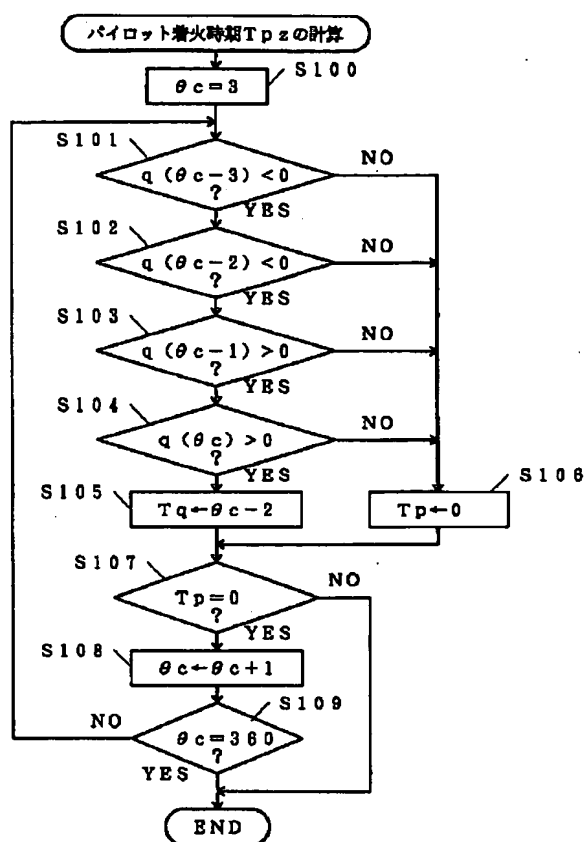 パイロット着火時期Tpzの計算
S100
θc=3
S101
q(θc-3)<0
?
NO
YES
S102
q(θc-2)<0
?
NO
YES
S103
q(θc-1)>0
?
NO
YES
S104
q(θc)>0
?
NO
YES
S105
Tq←θc-2
S106
Tp←0
S107
Tp=0
?
NO
YES
S108
θc←θc+1
S109
θc=360
?
NO
YES
END